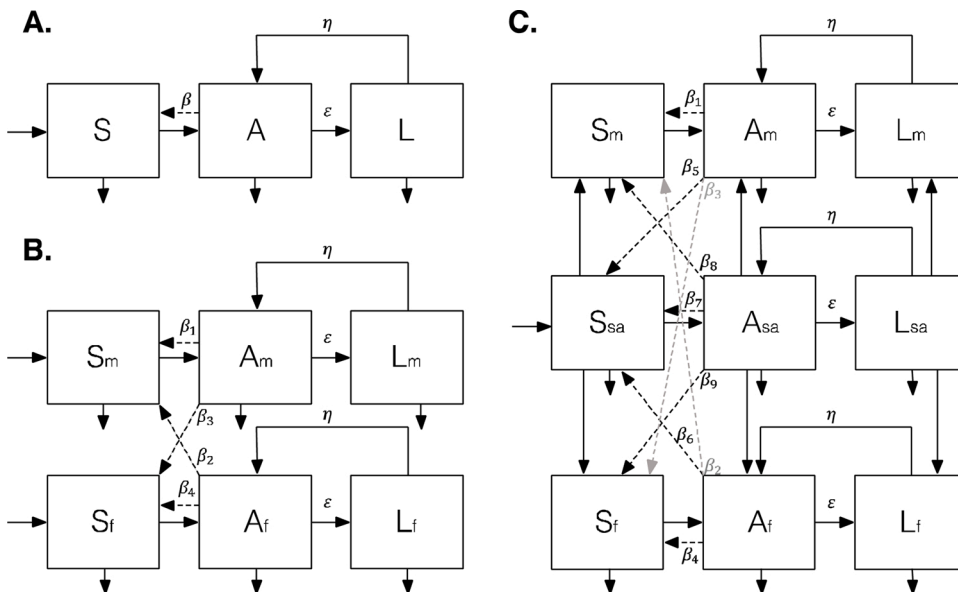 A.
η
β
S A ε L
B.
η
β₁
Sm Am ε Lm
β₃
η
β₂
β₄
Sf Af ε Lf
C.
η
β₁
Sm Am ε Lm
β₅
β₃
η
β₈
β₇
Ssa Asa ε Lsa
β₉
η
β₆
β₂
Sf Af ε Lf
β₄